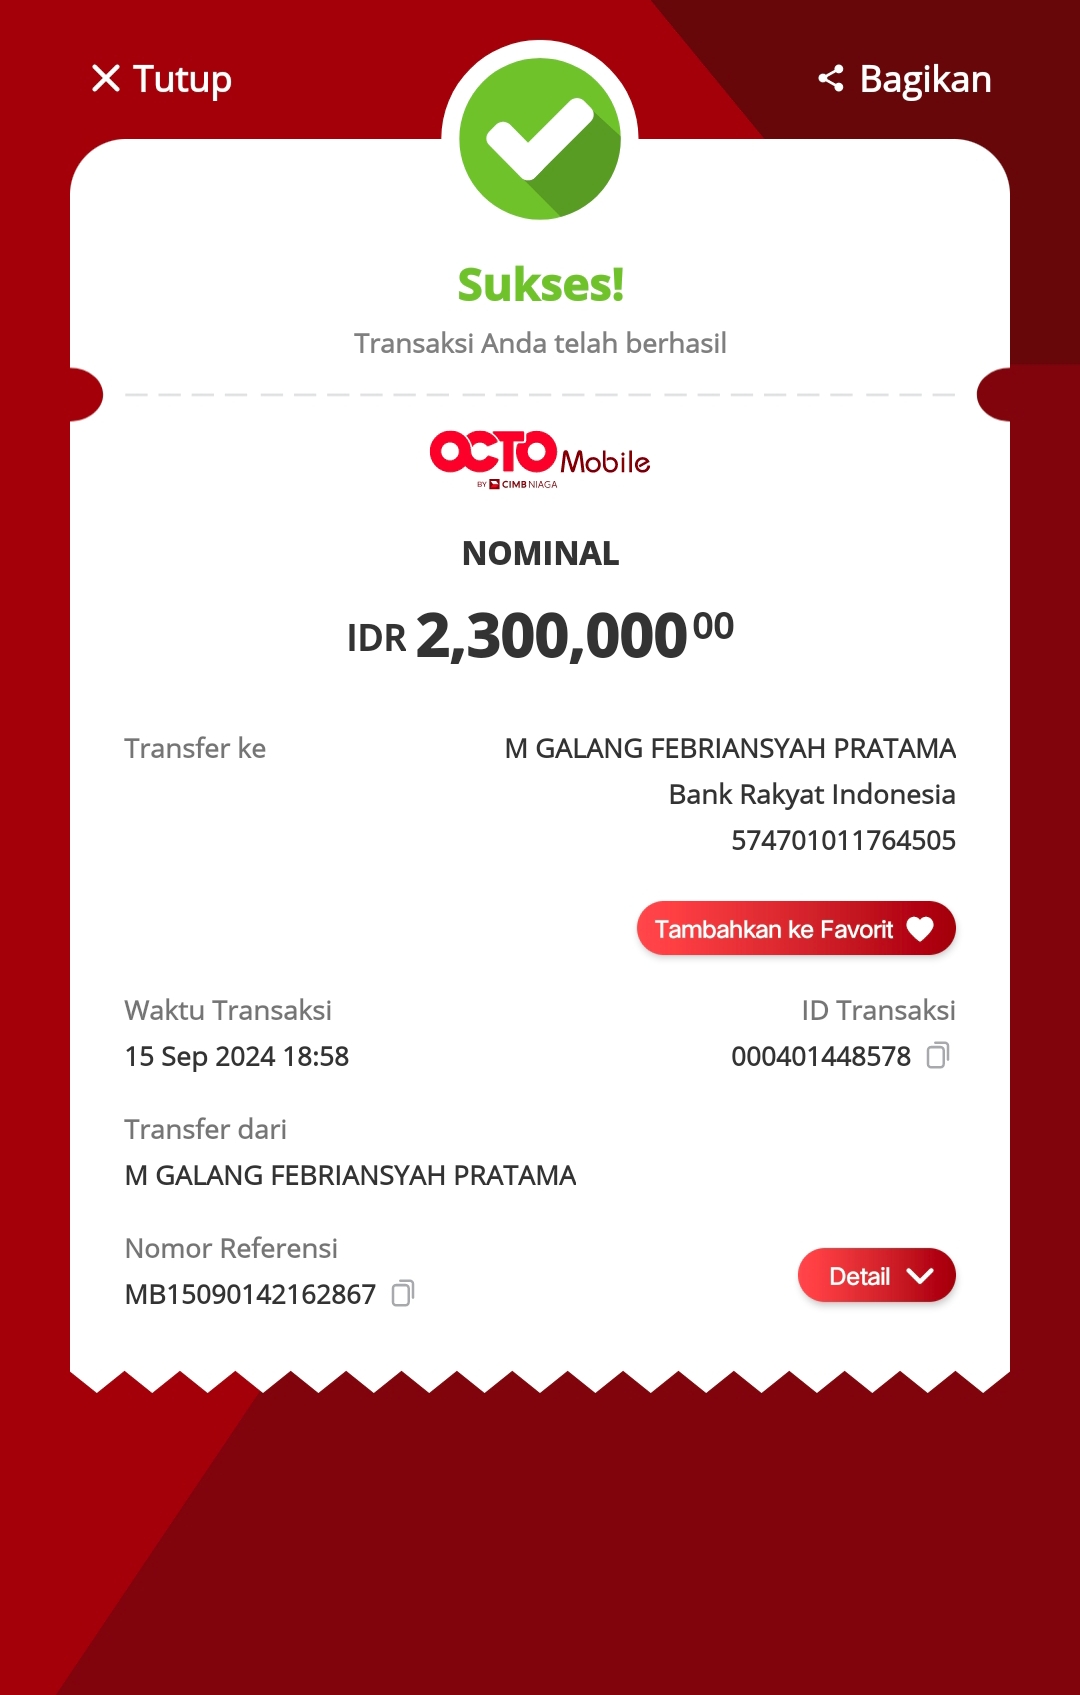 Tutup
Bagikan
Sukses!
Transaksi Anda telah berhasil
OCTO Mobile
BY CIMB NIAGA
NOMINAL
IDR 2,300,000⁰⁰
Transfer ke
M GALANG FEBRIANSYAH PRATAMA
Bank Rakyat Indonesia
574701011764505
Tambahkan ke Favorit
Waktu Transaksi
ID Transaksi
15 Sep 2024 18:58
000401448578
Transfer dari
M GALANG FEBRIANSYAH PRATAMA
Nomor Referensi
MB15090142162867
Detail